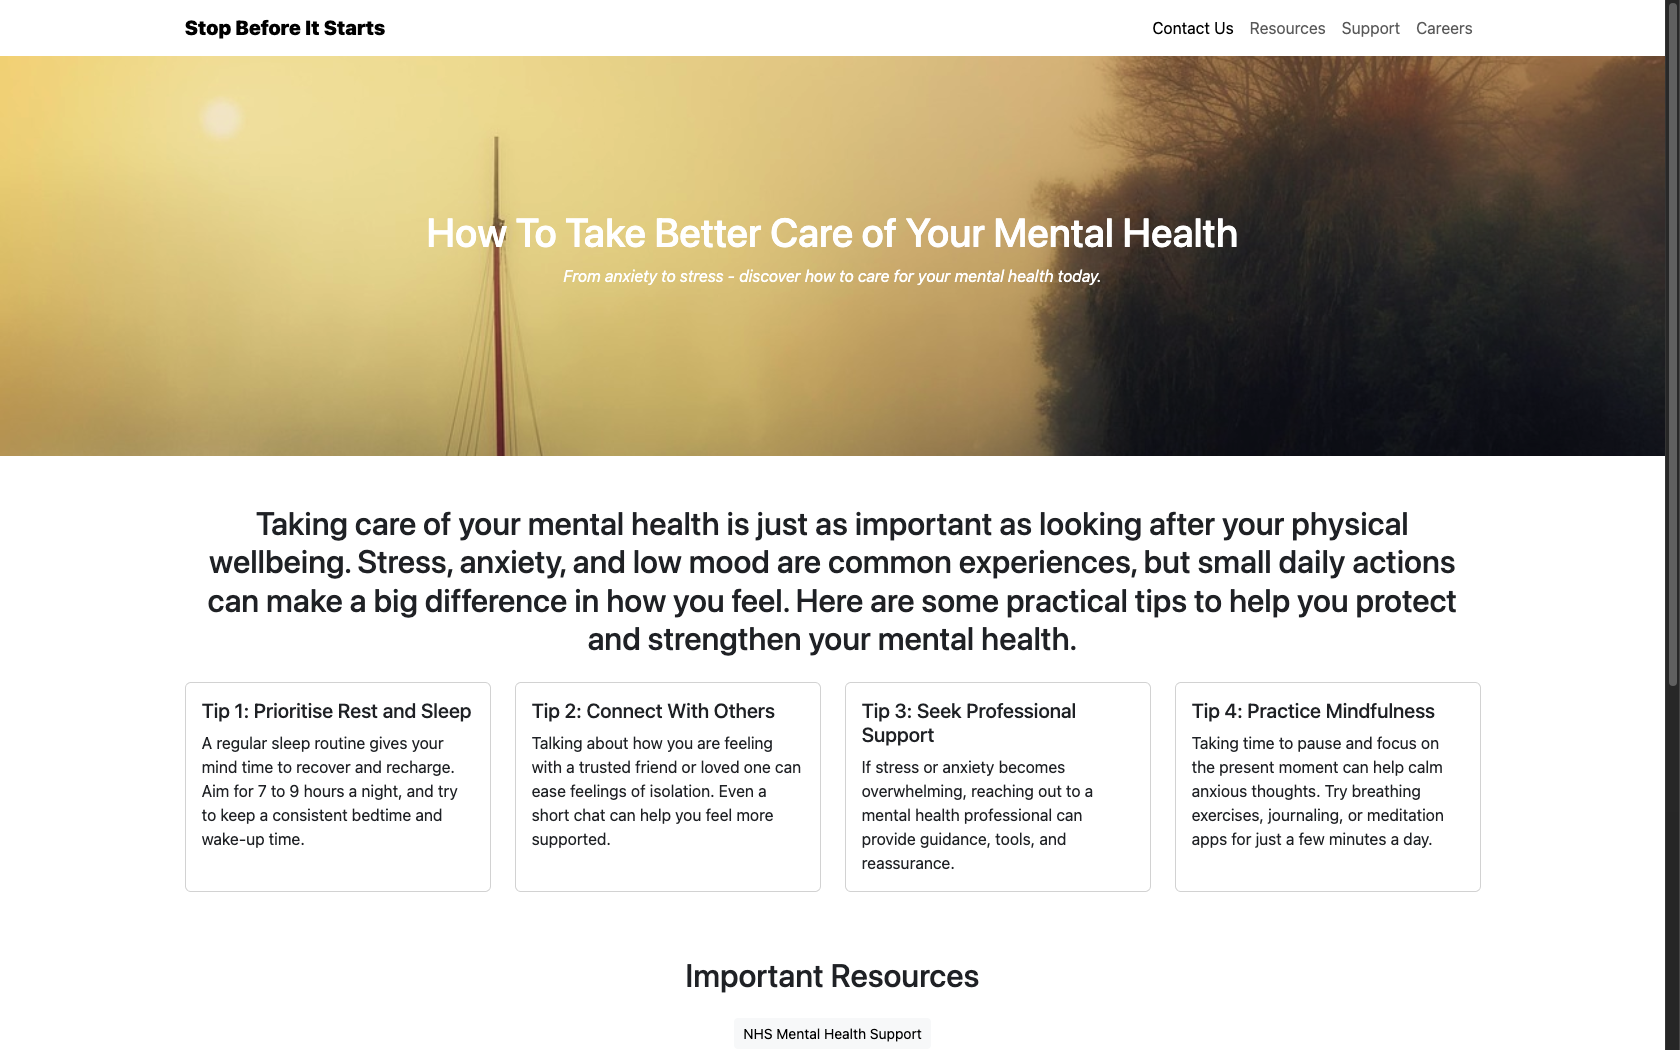 Stop Before It Starts
Contact Us Resources Support Careers
How To Take Better Care of Your Mental Health
From anxiety to stress - discover how to care for your mental health today.
Taking care of your mental health is just as important as looking after your physical
wellbeing. Stress, anxiety, and low mood are common experiences, but small daily actions
can make a big difference in how you feel. Here are some practical tips to help you protect
and strengthen your mental health.
Tip 1: Prioritise Rest and Sleep
A regular sleep routine gives your
mind time to recover and recharge.
Aim for 7 to 9 hours a night, and try
to keep a consistent bedtime and
wake-up time.
Tip 2: Connect With Others
Talking about how you are feeling
with a trusted friend or loved one can
ease feelings of isolation. Even a
short chat can help you feel more
supported.
Tip 3: Seek Professional
Support
If stress or anxiety becomes
overwhelming, reaching out to a
mental health professional can
provide guidance, tools, and
reassurance.
Tip 4: Practice Mindfulness
Taking time to pause and focus on
the present moment can help calm
anxious thoughts. Try breathing
exercises, journaling, or meditation
apps for just a few minutes a day.
Important Resources
NHS Mental Health Support